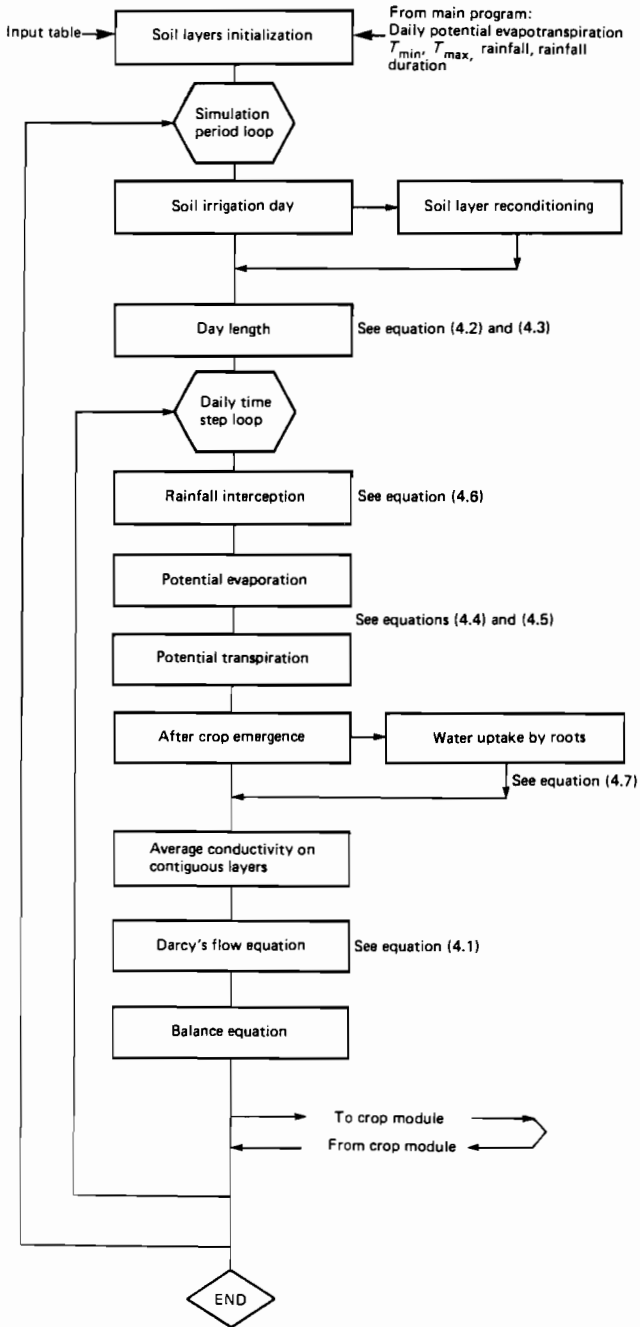 From main program:
Input table
Soil layers initialization
Daily potential evapotranspiration
Tmin, Tmax, rainfall, rainfall
duration
Simulation
period loop
Soil irrigation day
Soil layer reconditioning
Day length
See equation (4.2) and (4.3)
Daily time
step loop
Rainfall interception
See equation (4.6)
Potential evaporation
See equations (4.4) and (4.5)
Potential transpiration
After crop emergence
Water uptake by roots
See equation (4.7)
Average conductivity on
contiguous layers
Darcy's flow equation
See equation (4.1)
Balance equation
To crop module
From crop module
END